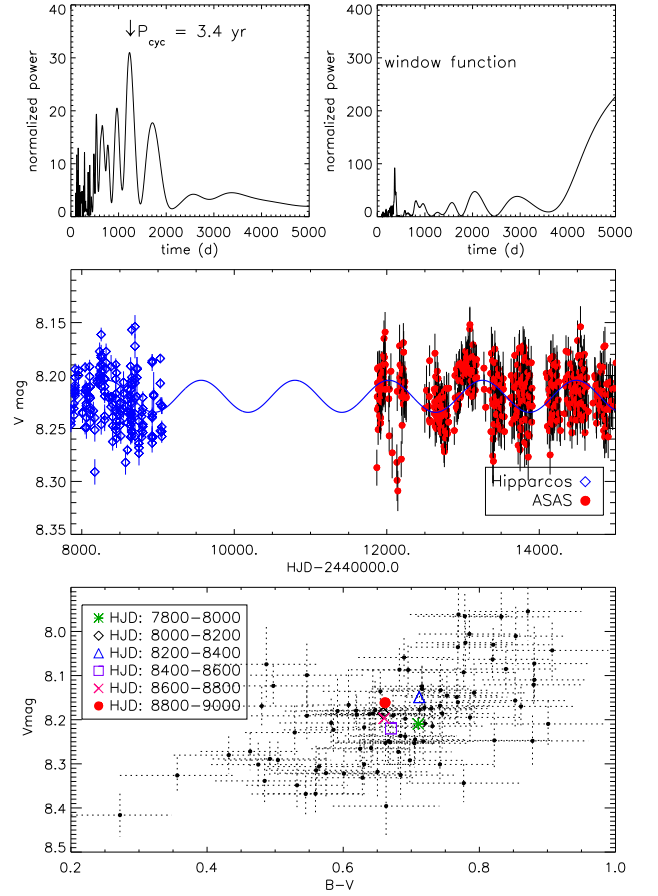 40
30
20
10
0
normalized power
↓P_cyc = 3.4 yr
0 1000 2000 3000 4000 5000
time (d)
400
300
200
100
0
normalized power
window function
0 1000 2000 3000 4000 5000
time (d)
8.15
8.20
8.25
8.30
8.35
V mag
Hipparcos
ASAS
8000. 10000. 12000. 14000.
HJD-2440000.0
8.0
8.1
8.2
8.3
8.4
8.5
Vmag
HJD: 7800-8000
HJD: 8000-8200
HJD: 8200-8400
HJD: 8400-8600
HJD: 8600-8800
HJD: 8800-9000
0.2 0.4 0.6 0.8 1.0
B-V